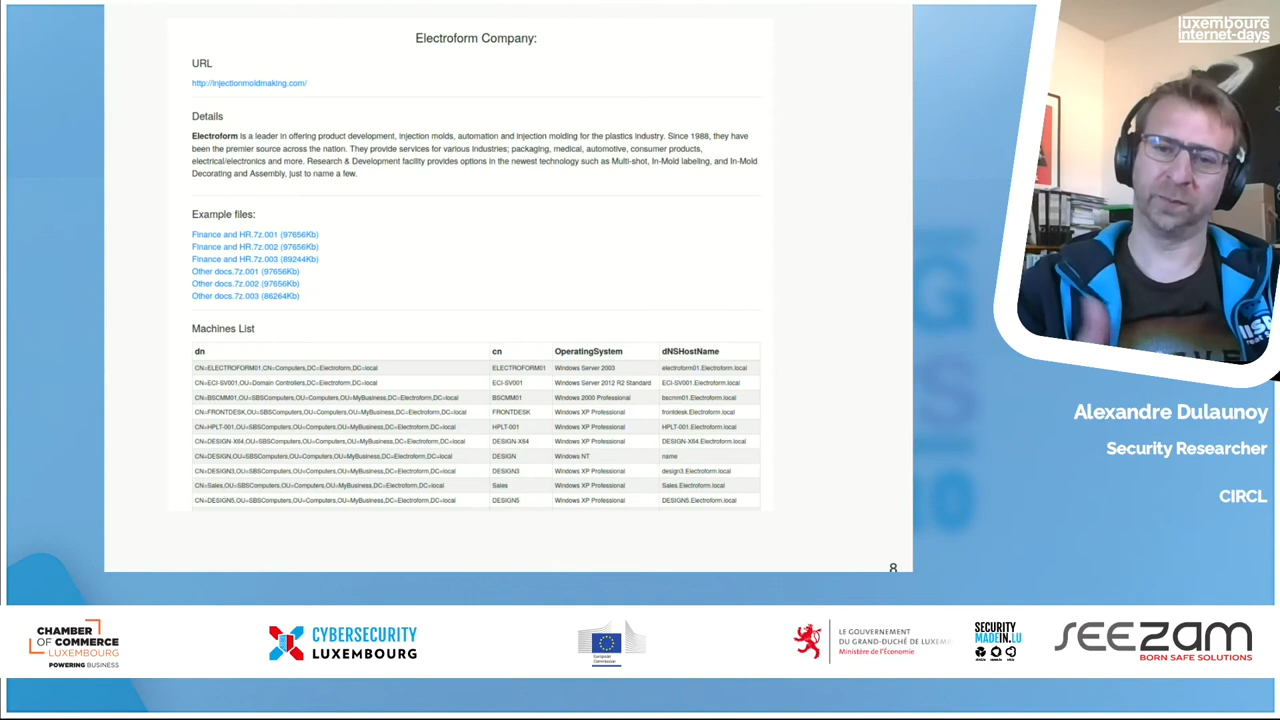 Electroform Company:
URL
http://injectionmoldmaking.com/
Details
Electroform is a leader in offering product development, injection molds, automation and injection molding for the plastics industry. Since 1988, they have
been the premier source across the nation. They provide services for various industries; packaging, medical, automotive, consumer products,
electrical/electronics and more. Research & Development facility provides options in the newest technology such as Multi-shot, In-Mold labeling, and In-Mold
Decorating and Assembly, just to name a few.
Example files:
Finance and HR.7z.001 (97656Kb)
Finance and HR.7z.002 (97656Kb)
Finance and HR.7z.003 (89244Kb)
Other docs.7z.001 (97656Kb)
Other docs.7z.002 (97656Kb)
Other docs.7z.003 (86264Kb)
Machines List
dn cn OperatingSystem dNSHostName
CN=ELECTROFORM01,CN=Computers,DC=Electroform,DC=local ELECTROFORM01 Windows Server 2003 electroform01.Electroform.local
CN=ECI-SV001,OU=Domain Controllers,DC=Electroform,DC=local ECI-SV001 Windows Server 2012 R2 Standard ECI-SV001.Electroform.local
CN=BSCMM01,OU=SBSComputers,OU=Computers,OU=MyBusiness,DC=Electroform,DC=local BSCMM01 Windows 2000 Professional bscmm01.Electroform.local
CN=FRONTDESK,OU=SBSComputers,OU=Computers,OU=MyBusiness,DC=Electroform,DC=local FRONTDESK Windows XP Professional frontdesk.Electroform.local
CN=HPLT-001,OU=SBSComputers,OU=Computers,OU=MyBusiness,DC=Electroform,DC=local HPLT-001 Windows XP Professional HPLT-001.Electroform.local
CN=DESIGN-X64,OU=SBSComputers,OU=Computers,OU=MyBusiness,DC=Electroform,DC=local DESIGN-X64 Windows XP Professional DESIGN-X64.Electroform.local
CN=DESIGN,OU=SBSComputers,OU=Computers,OU=MyBusiness,DC=Electroform,DC=local DESIGN Windows NT name
CN=DESIGN3,OU=SBSComputers,OU=Computers,OU=MyBusiness,DC=Electroform,DC=local DESIGN3 Windows XP Professional design3.Electroform.local
CN=Sales,OU=SBSComputers,OU=Computers,OU=MyBusiness,DC=Electroform,DC=local Sales Windows XP Professional Sales.Electroform.local
CN=DESIGN5,OU=SBSComputers,OU=Computers,OU=MyBusiness,DC=Electroform,DC=local DESIGN5 Windows XP Professional DESIGN5.Electroform.local
8
luxembourg
internet-days
Alexandre Dulaunoy
Security Researcher
CIRCL
CHAMBER
OF COMMERCE
LUXEMBOURG
POWERING BUSINESS
CYBERSECURITY
LUXEMBOURG
European
Commission
LE GOUVERNEMENT
DU GRAND-DUCHÉ DE LUXEM
Ministère de l'Économie
SECURITY
MADEIN.LU
SEEZAM
BORN SAFE SOLUTIONS